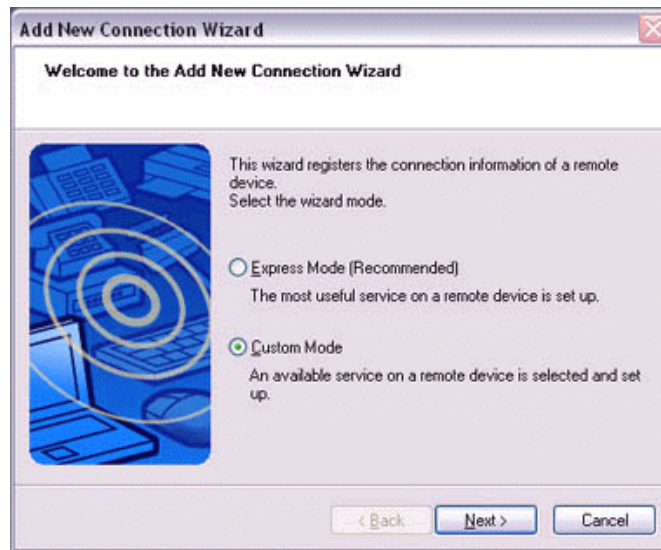 Add New Connection Wizard
Welcome to the Add New Connection Wizard
This wizard registers the connection information of a remote
device.
Select the wizard mode.
Express Mode (Recommended)
The most useful service on a remote device is set up.
Custom Mode
An available service on a remote device is selected and set
up.
< Back
Next >
Cancel